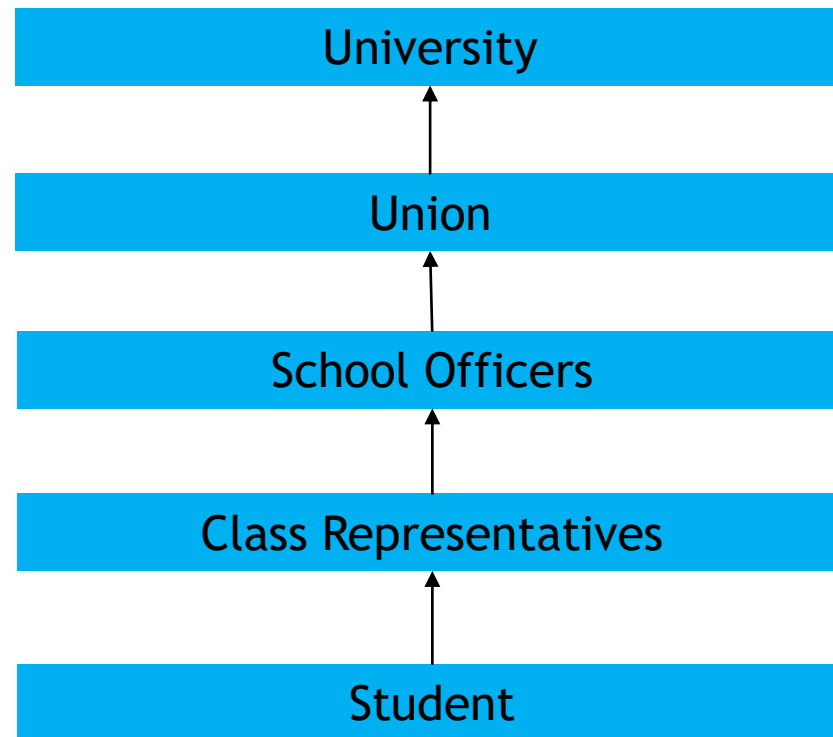 University
Union
School Officers
Class Representatives
Student